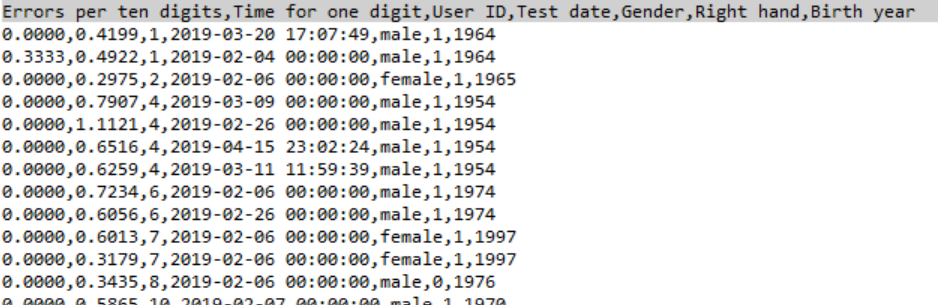 Errors per ten digits,Time for one digit,User ID,Test date,Gender,Right hand,Birth year
0.0000,0.4199,1,2019-03-20 17:07:49,male,1,1964
0.3333,0.4922,1,2019-02-04 00:00:00,male,1,1964
0.0000,0.2975,2,2019-02-06 00:00:00,female,1,1965
0.0000,0.7907,4,2019-03-09 00:00:00,male,1,1954
0.0000,1.1121,4,2019-02-26 00:00:00,male,1,1954
0.0000,0.6516,4,2019-04-15 23:02:24,male,1,1954
0.0000,0.6259,4,2019-03-11 11:59:39,male,1,1954
0.0000,0.7234,6,2019-02-06 00:00:00,male,1,1974
0.0000,0.6056,6,2019-02-26 00:00:00,male,1,1974
0.0000,0.6013,7,2019-02-06 00:00:00,female,1,1997
0.0000,0.3179,7,2019-02-06 00:00:00,female,1,1997
0.0000,0.3435,8,2019-02-06 00:00:00,male,0,1976
0.0000,0.5865,10,2019-02-07 00:00:00,male,1,1970